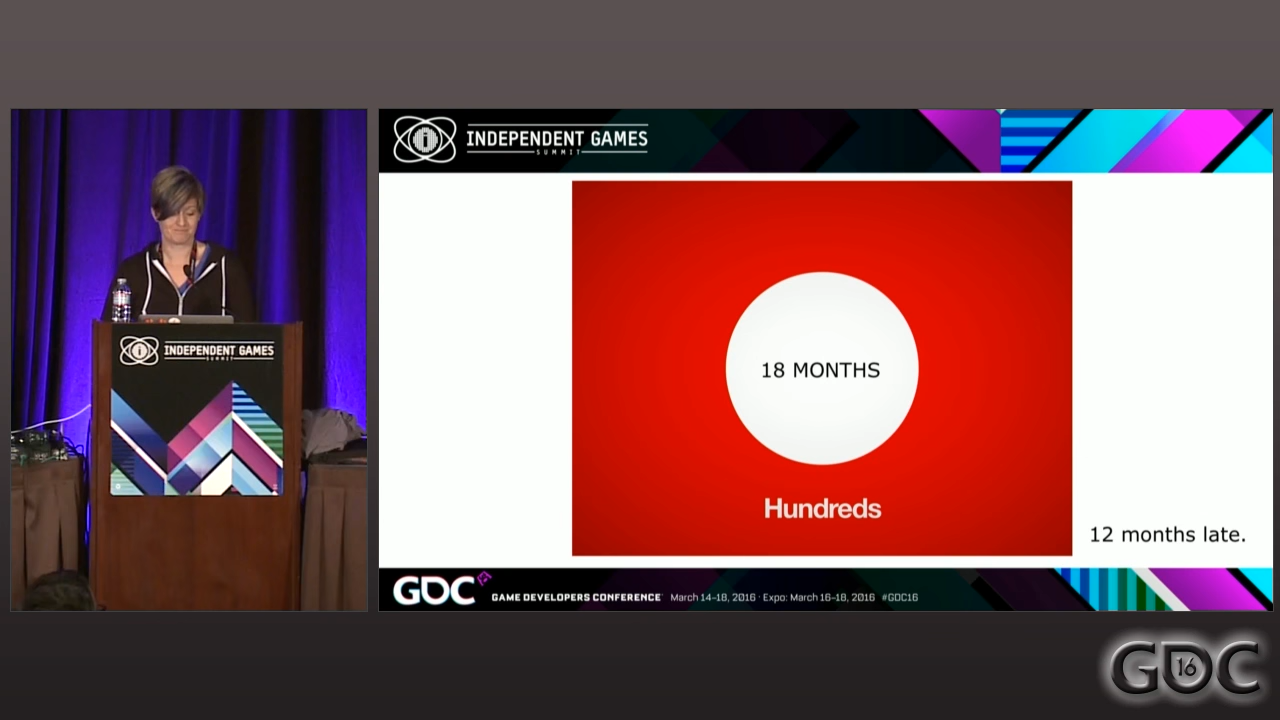 INDEPENDENT GAMES
SUMMIT
INDEPENDENT GAMES
SUMMIT
18 MONTHS
Hundreds
12 months late.
GDC
GAME DEVELOPERS CONFERENCE March 14–18, 2016 · Expo: March 16–18, 2016 #GDC16
GDC
16